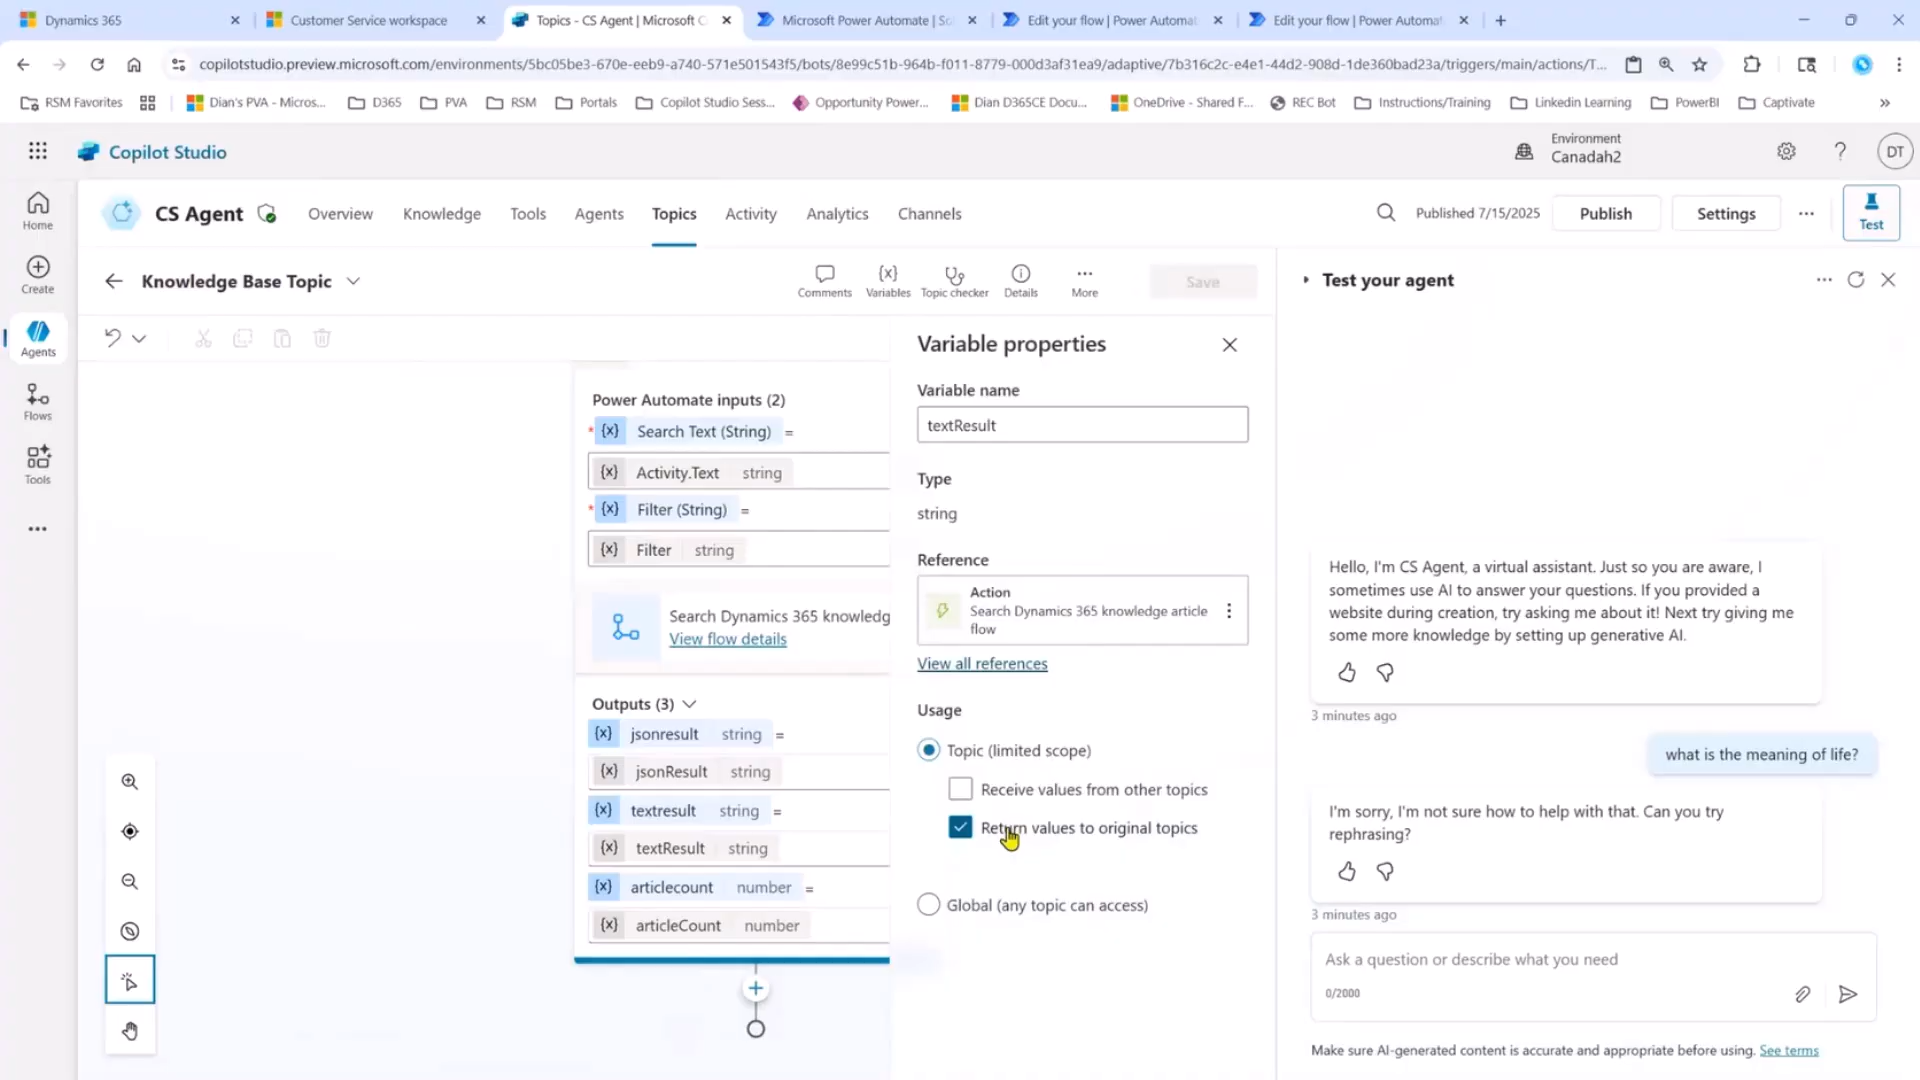 Dynamics 365
Customer Service workspace
Topics - CS Agent | Microsoft C
Microsoft Power Automate | So
Edit your flow | Power Automat
Edit your flow | Power Automat
copilotstudio.preview.microsoft.com/environments/5bc05be3-670e-eeb9-a740-571e501543f5/bots/8e99c51b-964b-f011-8779-000d3af31ea9/adaptive/7b316c2c-e4e1-44d2-908d-1de360bad23a/triggers/main/actions/T...
RSM Favorites
Dian's PVA - Micros...
D365
PVA
RSM
Portals
Copilot Studio Sess...
Opportunity Power...
Dian D365CE Docu...
OneDrive - Shared F...
REC Bot
Instructions/Training
Linkedin Learning
PowerBI
Captivate
»
Copilot Studio
Environment
Canadah2
?
DT
Home
Create
Agents
Flows
Tools
CS Agent
Overview
Knowledge
Tools
Agents
Topics
Activity
Analytics
Channels
Published 7/15/2025
Publish
Settings
Test
Knowledge Base Topic
Comments
{x}
Variables
Topic checker
Details
More
Save
Power Automate inputs (2)
* {x} Search Text (String) =
{x} Activity.Text string
* {x} Filter (String) =
{x} Filter string
Search Dynamics 365 knowledg
View flow details
Outputs (3)
{x} jsonresult string =
{x} jsonResult string
{x} textresult string =
{x} textResult string
{x} articlecount number =
{x} articleCount number
Variable properties
Variable name
textResult
Type
string
Reference
Action
Search Dynamics 365 knowledge article
flow
View all references
Usage
Topic (limited scope)
Receive values from other topics
Return values to original topics
Global (any topic can access)
Test your agent
Hello, I'm CS Agent, a virtual assistant. Just so you are aware, I
sometimes use AI to answer your questions. If you provided a
website during creation, try asking me about it! Next try giving me
some more knowledge by setting up generative AI.
3 minutes ago
what is the meaning of life?
I'm sorry, I'm not sure how to help with that. Can you try
rephrasing?
3 minutes ago
Ask a question or describe what you need
0/2000
Make sure AI-generated content is accurate and appropriate before using. See terms